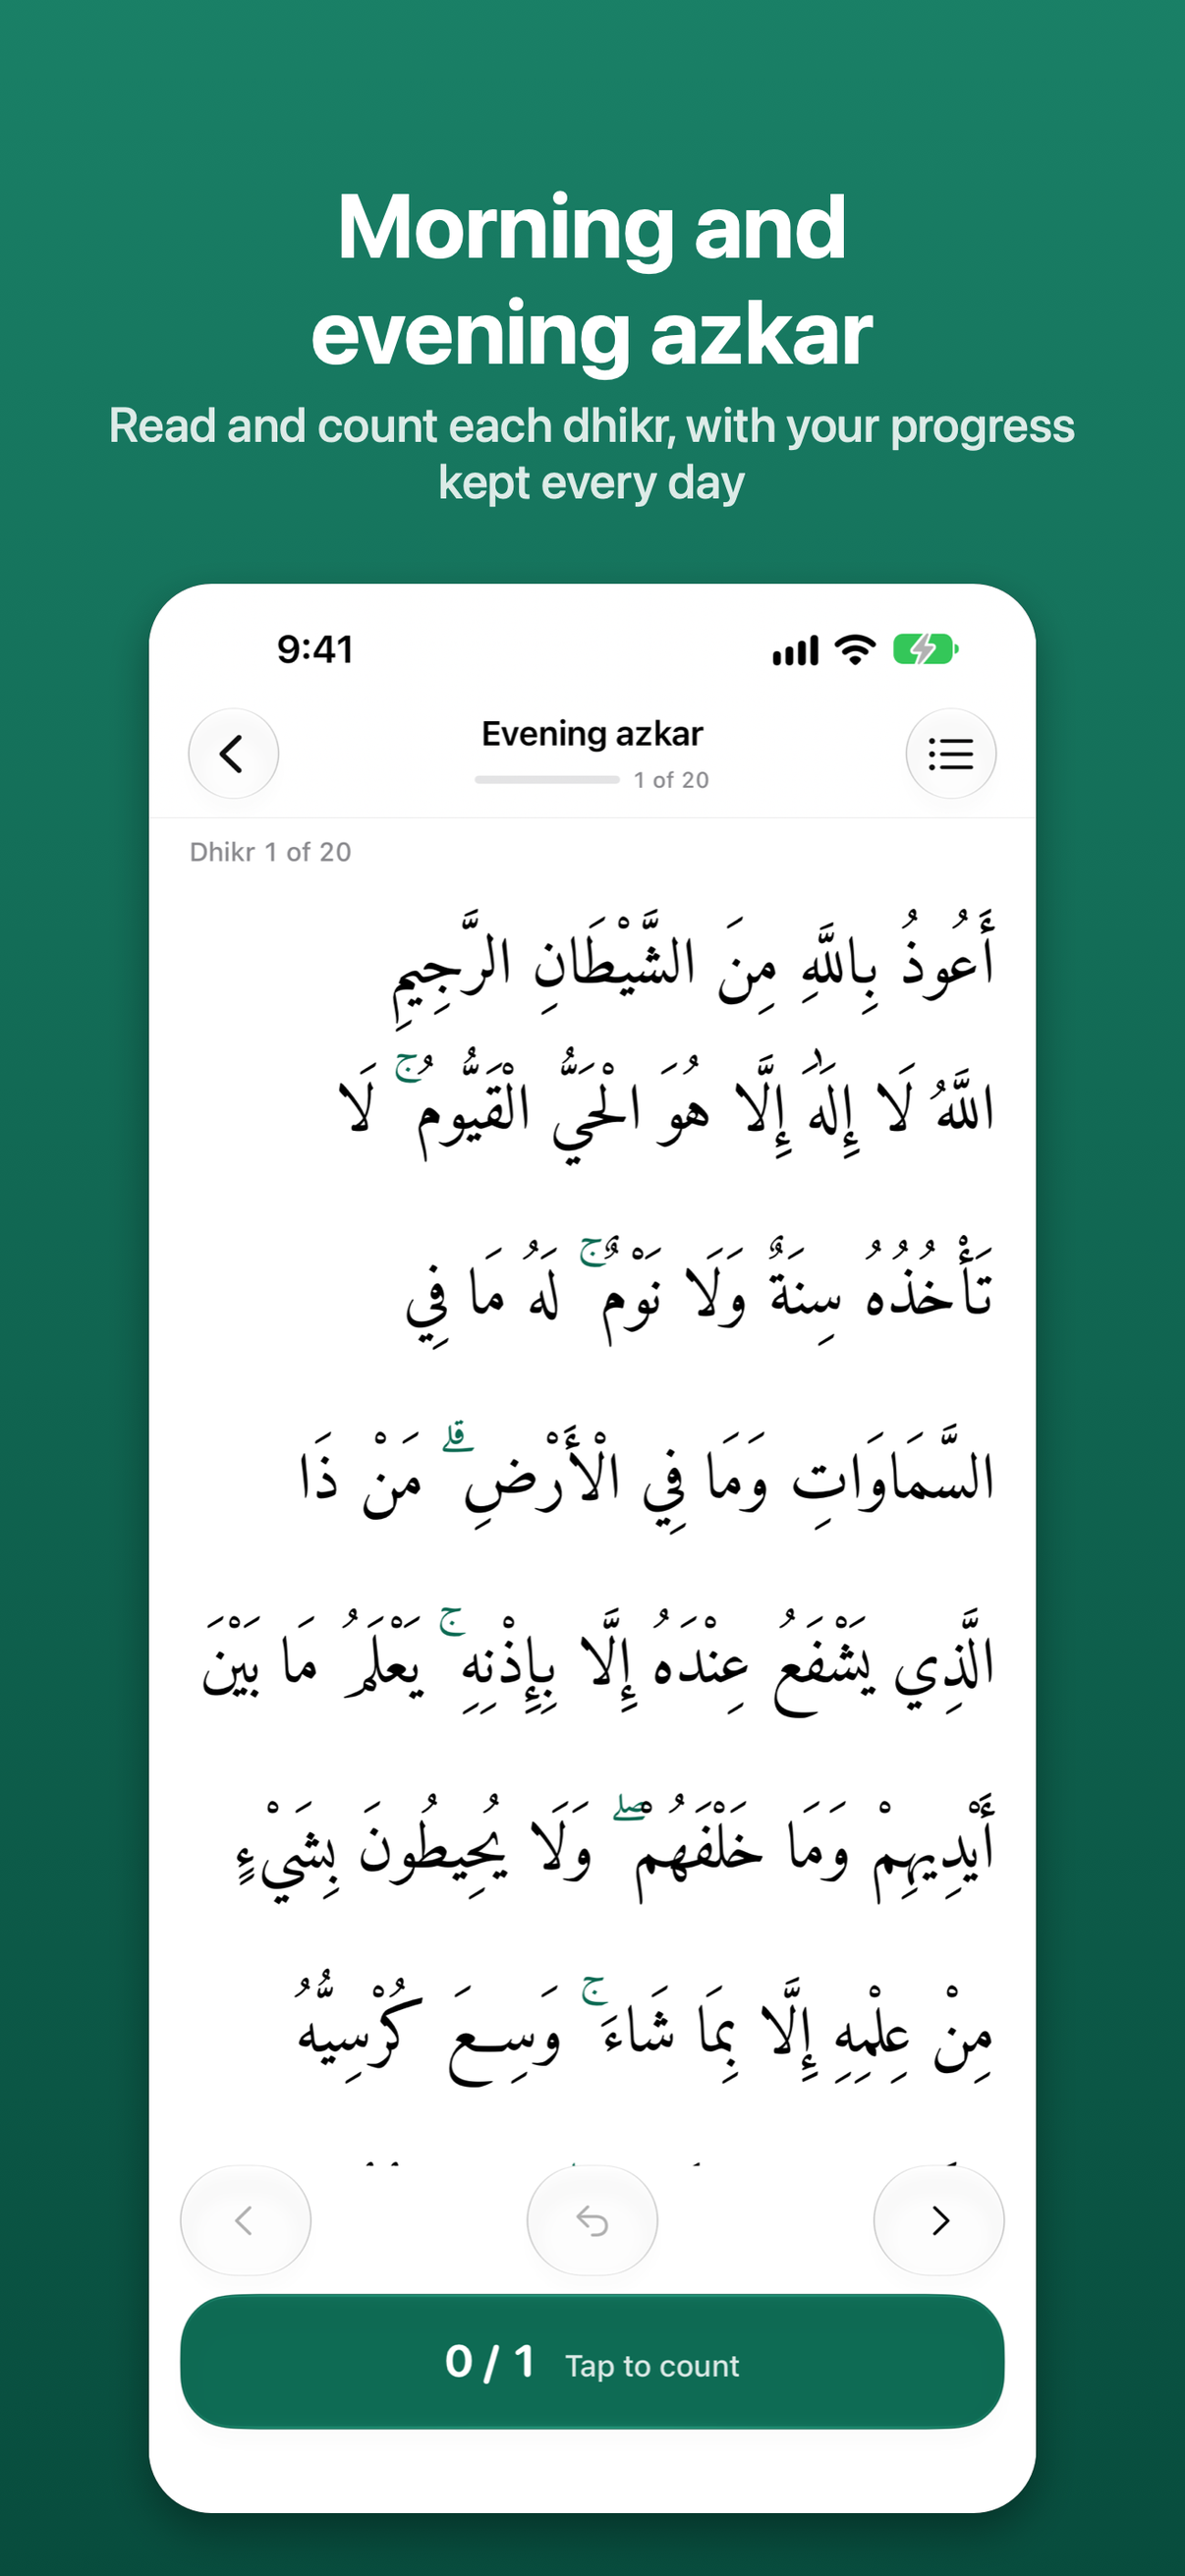 Morning and
evening azkar
Read and count each dhikr, with your progress
kept every day
9:41
Evening azkar
1 of 20
Dhikr 1 of 20
أَعُوذُ بِاللَّهِ مِنَ الشَّيْطَانِ الرَّجِيمِ
اللَّهُ لَا إِلَٰهَ إِلَّا هُوَ الْحَيُّ الْقَيُّومُ ۚ لَا
تَأْخُذُهُ سِنَةٌ وَلَا نَوْمٌ ۚ لَهُ مَا فِي
السَّمَاوَاتِ وَمَا فِي الْأَرْضِ ۗ مَنْ ذَا
الَّذِي يَشْفَعُ عِنْدَهُ إِلَّا بِإِذْنِهِ ۚ يَعْلَمُ مَا بَيْنَ
أَيْدِيهِمْ وَمَا خَلْفَهُمْ ۖ وَلَا يُحِيطُونَ بِشَيْءٍ
مِنْ عِلْمِهِ إِلَّا بِمَا شَاءَ ۚ وَسِعَ كُرْسِيُّهُ
0 / 1 Tap to count